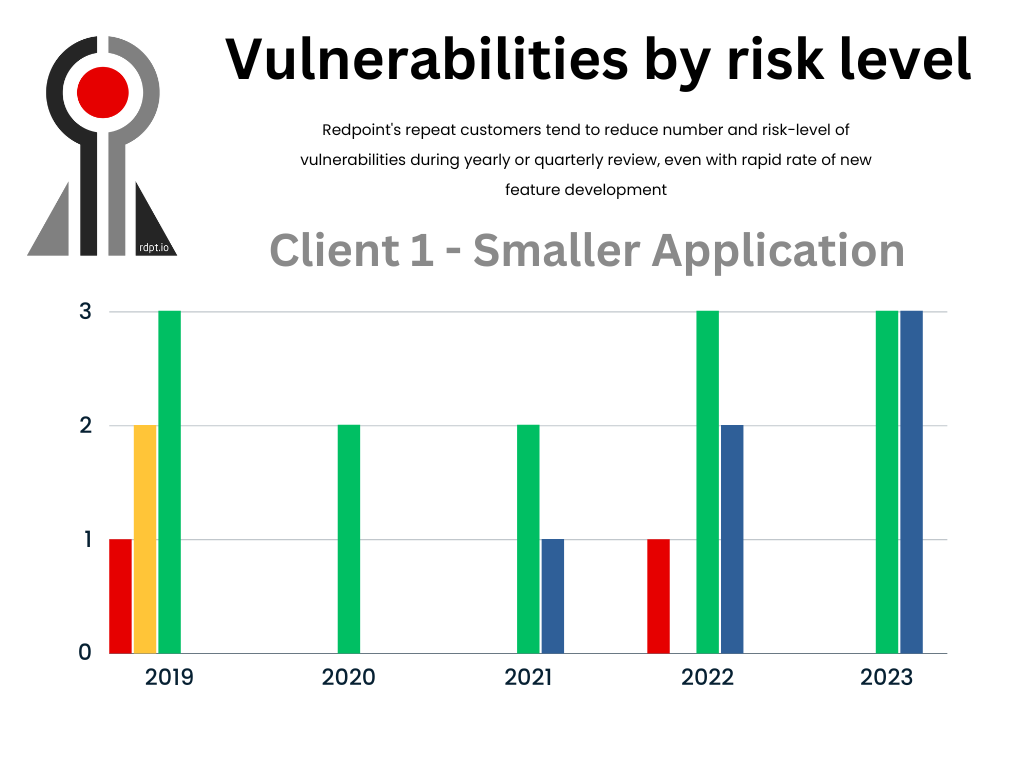 Vulnerabilities by risk level
Redpoint's repeat customers tend to reduce number and risk-level of
vulnerabilities during yearly or quarterly review, even with rapid rate of new
feature development
rdpt.io
Client 1 - Smaller Application
3
2
1
0
2019 2020 2021 2022 2023